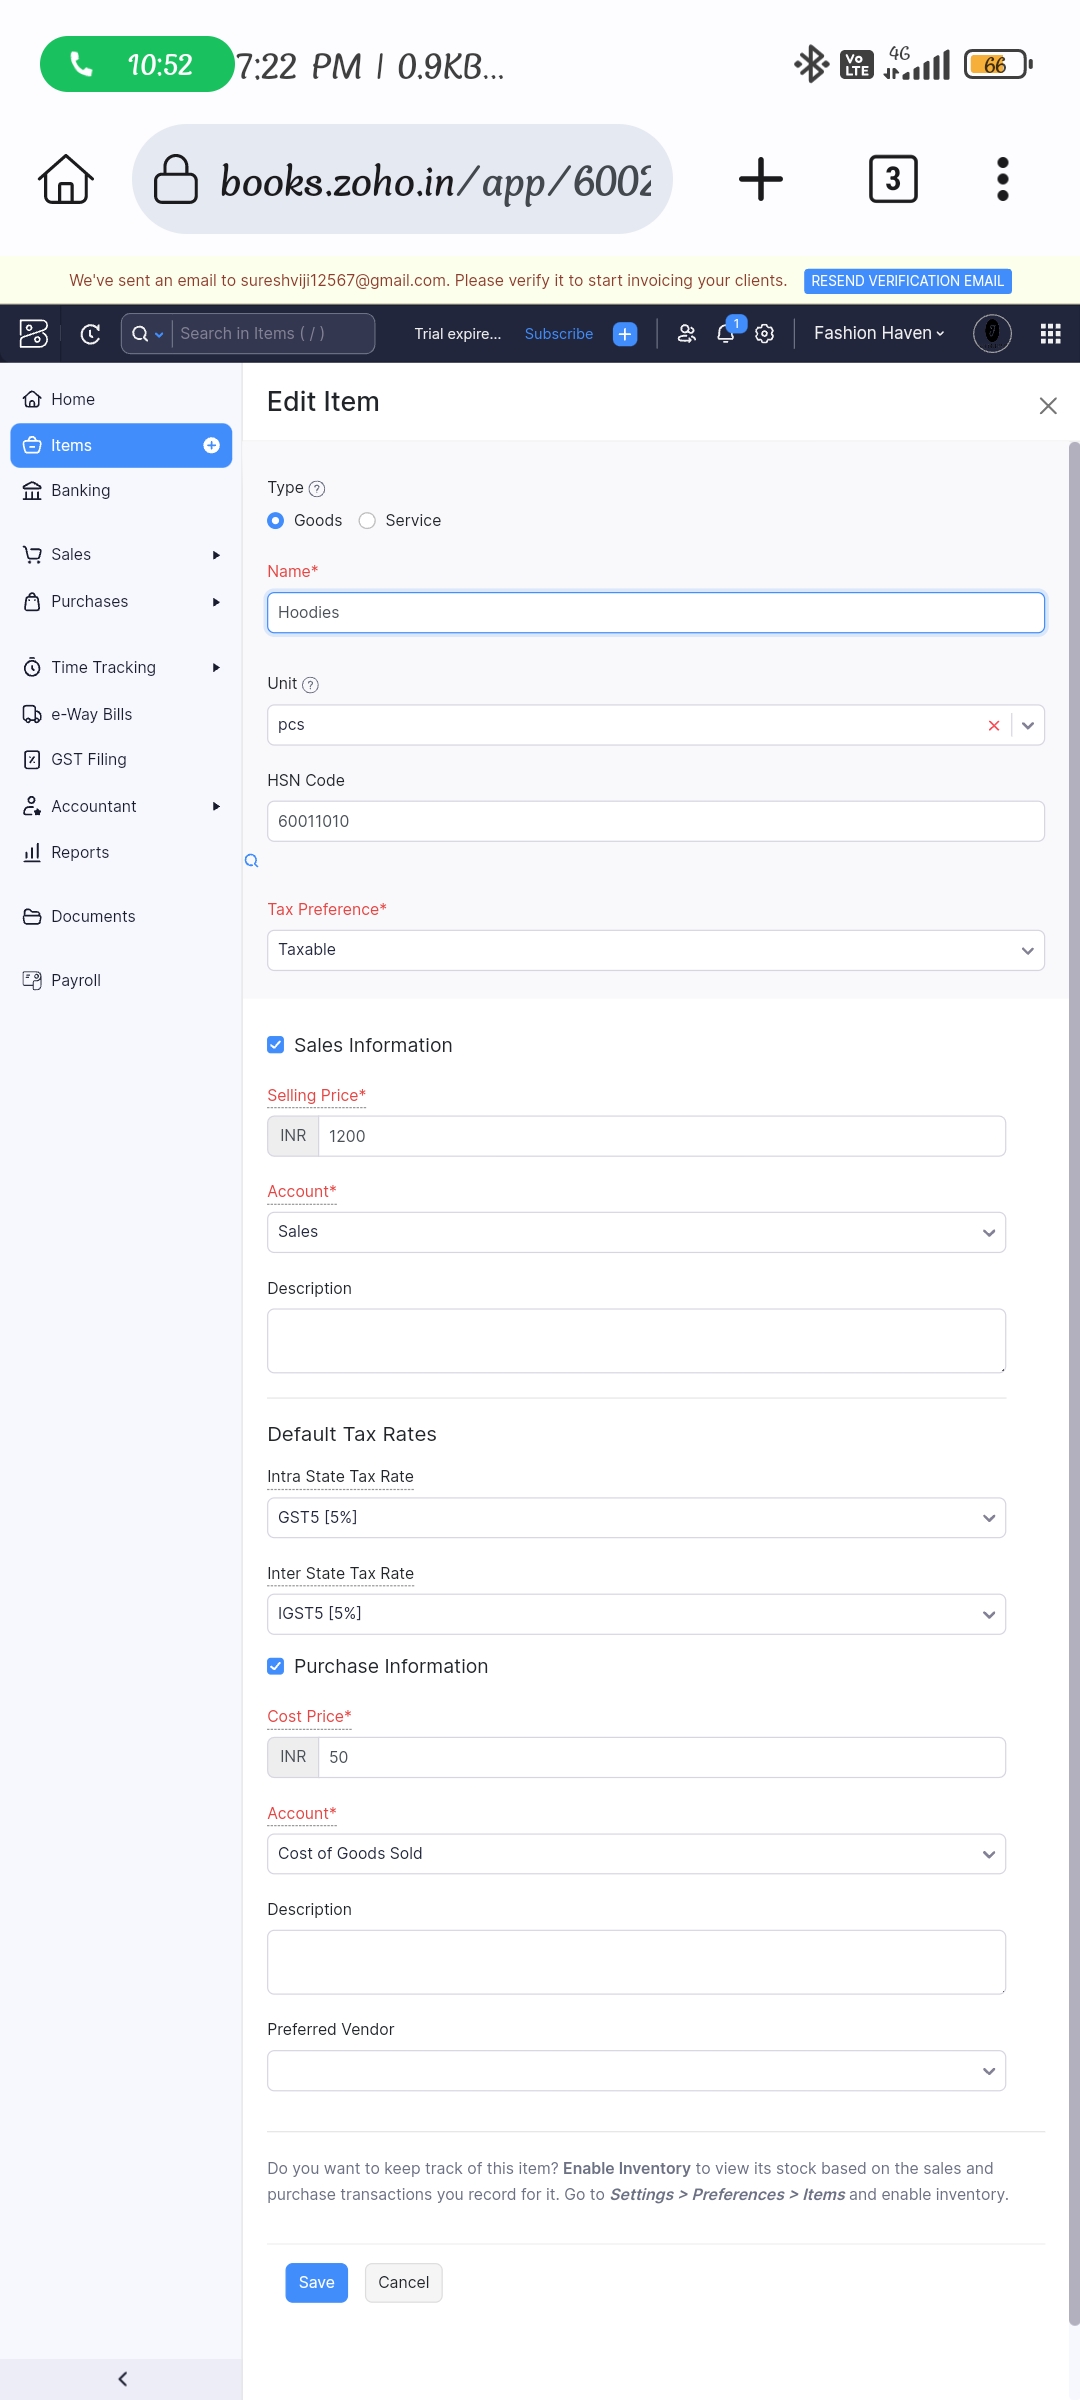 10:52 7:22 PM | 0.9KB...
Vo LTE 4G 66
books.zoho.in/app/6002
3
We've sent an email to sureshviji12567@gmail.com. Please verify it to start invoicing your clients. RESEND VERIFICATION EMAIL
Search in Items ( / ) Trial expire... Subscribe 1 Fashion Haven
Home
Items
Banking
Sales
Purchases
Time Tracking
e-Way Bills
GST Filing
Accountant
Reports
Documents
Payroll
Edit Item
Type
Goods Service
Name*
Hoodies
Unit
pcs
HSN Code
60011010
Tax Preference*
Taxable
Sales Information
Selling Price*
INR 1200
Account*
Sales
Description
Default Tax Rates
Intra State Tax Rate
GST5 [5%]
Inter State Tax Rate
IGST5 [5%]
Purchase Information
Cost Price*
INR 50
Account*
Cost of Goods Sold
Description
Preferred Vendor
Do you want to keep track of this item? Enable Inventory to view its stock based on the sales and
purchase transactions you record for it. Go to Settings > Preferences > Items and enable inventory.
Save Cancel